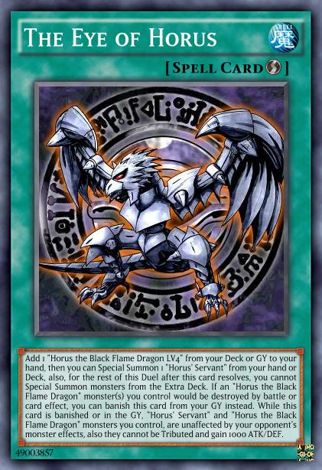 The Eye of Horus
[Spell Card]
Add 1 "Horus the Black Flame Dragon LV4" from your Deck or GY to your
hand, then you can Special Summon 1 "Horus' Servant" from your hand or
Deck, also, for the rest of this Duel after this card resolves, you cannot
Special Summon monsters from the Extra Deck. If an "Horus the Black
Flame Dragon" monster(s) you control would be destroyed by battle or
card effect, you can banish this card from your GY instead. While this
card is banished or in the GY, "Horus' Servant" and "Horus the Black
Flame Dragon" monsters you control, are unaffected by your opponent's
monster effects, also they cannot be Tributed and gain 1000 ATK/DEF.
49003857